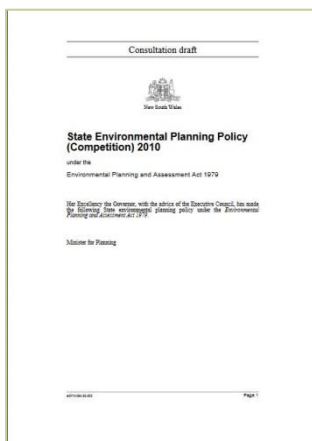 Consultation draft
New South Wales
State Environmental Planning Policy
(Competition) 2010
under the
Environmental Planning and Assessment Act 1979
Her Excellency the Governor, with the advice of the Executive Council, has made
the following State environmental planning policy under the Environmental
Planning and Assessment Act 1979.
Minister for Planning
Page 1